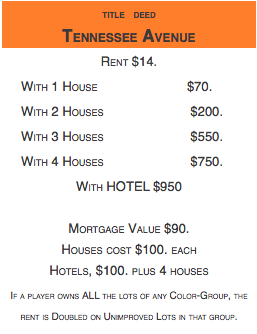 TITLE DEED
TENNESSEE AVENUE
RENT $14.
WITH 1 HOUSE $70.
WITH 2 HOUSES $200.
WITH 3 HOUSES $550.
WITH 4 HOUSES $750.
WITH HOTEL $950
MORTGAGE VALUE $90.
HOUSES COST $100. EACH
HOTELS, $100. PLUS 4 HOUSES
IF A PLAYER OWNS ALL THE LOTS OF ANY COLOR-GROUP, THE
RENT IS DOUBLED ON UNIMPROVED LOTS IN THAT GROUP.